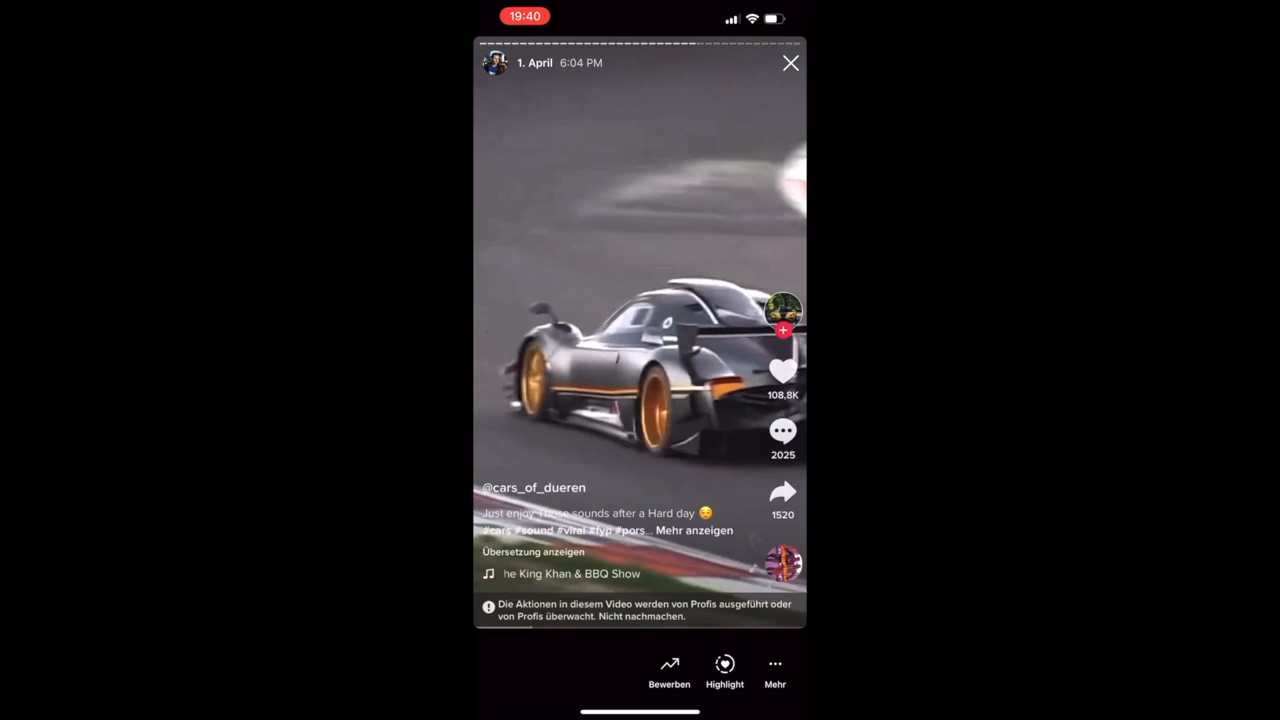 19:40
1. April 6:04 PM
108,8K
2025
1520
@cars_of_dueren
Just enjoy Those sounds after a Hard day 😔
#cars #sound #viral #fyp #pors... Mehr anzeigen
Übersetzung anzeigen
he King Khan & BBQ Show
Die Aktionen in diesem Video werden von Profis ausgeführt oder
von Profis überwacht. Nicht nachmachen.
Bewerben Highlight Mehr